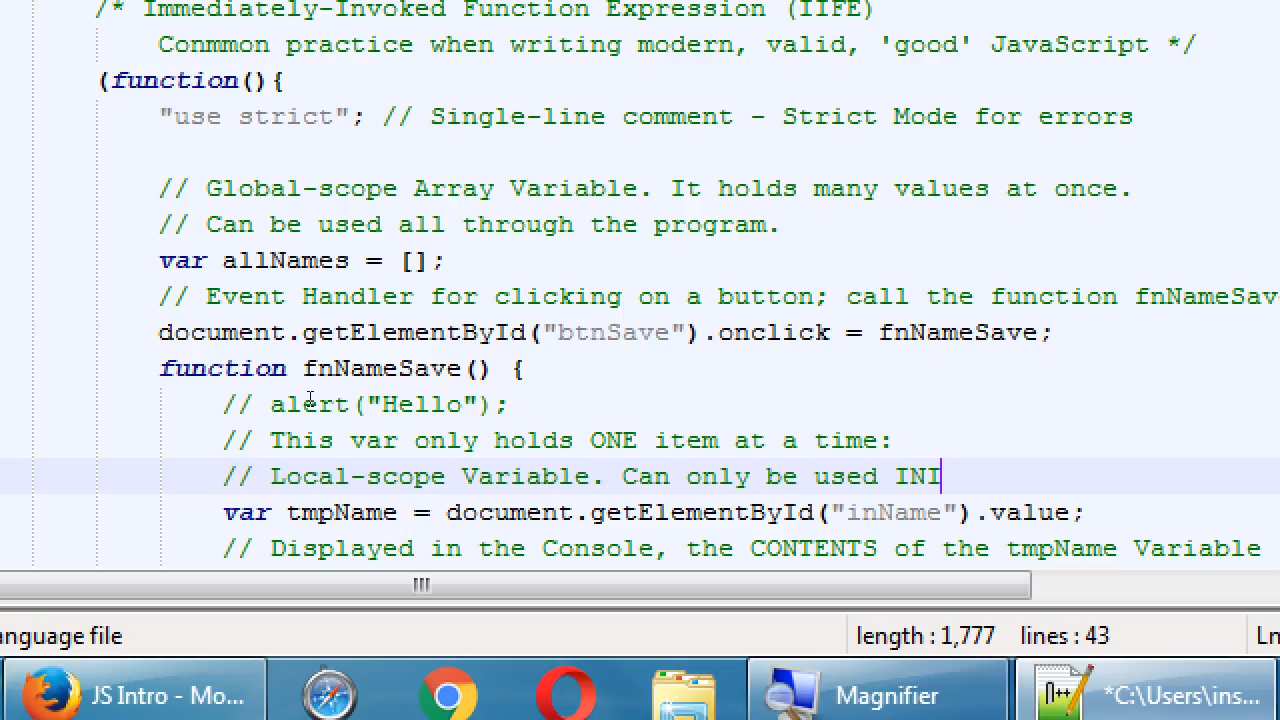 /* Immediately-Invoked Function Expression (IIFE)
Conmmon practice when writing modern, valid, 'good' JavaScript */
(function(){
"use strict"; // Single-line comment - Strict Mode for errors
// Global-scope Array Variable. It holds many values at once.
// Can be used all through the program.
var allNames = [];
// Event Handler for clicking on a button; call the function fnNameSav
document.getElementById("btnSave").onclick = fnNameSave;
function fnNameSave() {
// alert("Hello");
// This var only holds ONE item at a time:
// Local-scope Variable. Can only be used INI
var tmpName = document.getElementById("inName").value;
// Displayed in the Console, the CONTENTS of the tmpName Variable
anguage file
length : 1,777 lines : 43
Ln
JS Intro - Mo...
Magnifier
*C:\Users\ins...